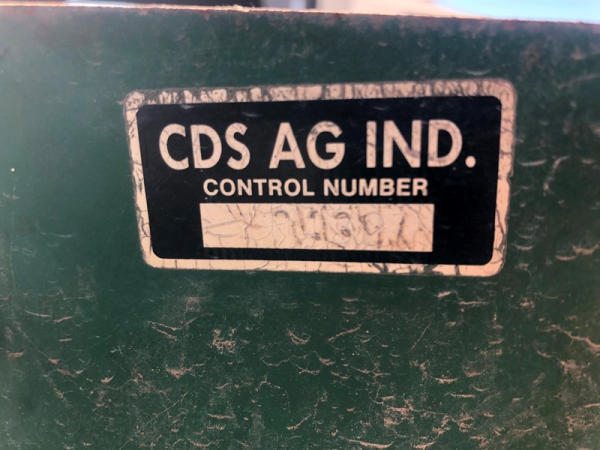 CDS AG IND.
CONTROL NUMBER